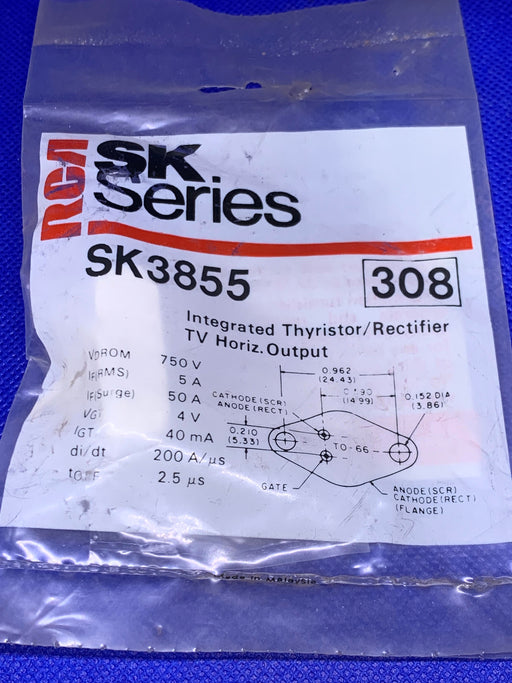 RCA SK
Series
SK3855 308
Integrated Thyristor/Rectifier
TV Horiz. Output
VDROM 750 V
IF(RMS) 5 A
IF(Surge) 50 A
VGT 4 V
IGT 40 mA
di/dt 200 A/µs
tOFF 2.5 µs
0.962
(24.43)
(14.99)
0.152 DIA
(3.86)
CATHODE (SCR)
ANODE (RECT)
0.210
(5.33)
TO-66
GATE
ANODE (SCR)
CATHODE (RECT)
(FLANGE)
Made in Malaysia